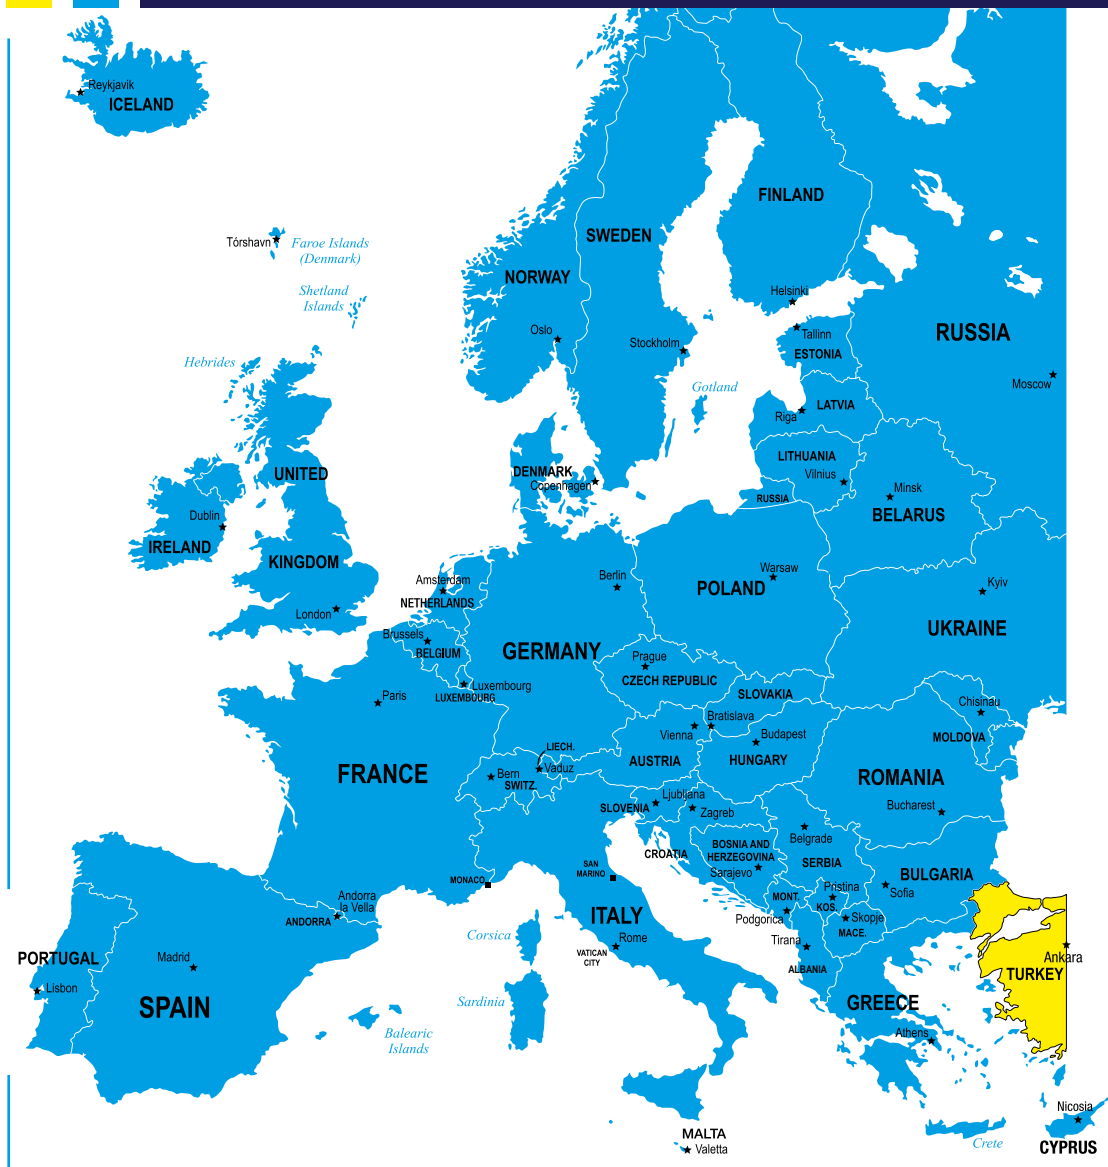 Reykjavik
ICELAND
FINLAND
SWEDEN
Tórshavn
Faroe Islands
(Denmark)
NORWAY
Shetland
Islands
Helsinki
Oslo
Tallinn
RUSSIA
Stockholm
ESTONIA
Hebrides
Moscow
Gotland
LATVIA
Riga
LITHUANIA
Vilnius
UNITED
DENMARK
Copenhagen
Minsk
RUSSIA
BELARUS
Dublin
IRELAND
KINGDOM
Warsaw
Berlin
Amsterdam
POLAND
Kyiv
NETHERLANDS
London
UKRAINE
Brussels
BELGIUM
GERMANY
Prague
CZECH REPUBLIC
Luxembourg
LUXEMBOURG
SLOVAKIA
Paris
Chisinau
Bratislava
Vienna
Budapest
MOLDOVA
LIECH.
AUSTRIA
HUNGARY
Vaduz
Bern
SWITZ.
FRANCE
ROMANIA
Ljubljana
SLOVENIA
Zagreb
Bucharest
Belgrade
BOSNIA AND
HERZEGOVINA
CROATIA
SAN
MARINO
SERBIA
Sarajevo
BULGARIA
MONACO
Pristina
Sofia
Andorra
la Vella
ANDORRA
MONT.
KOS.
ITALY
Podgorica
Skopje
MACE.
Corsica
Rome
Tirana
VATICAN
CITY
Ankara
PORTUGAL
Madrid
ALBANIA
TURKEY
Lisbon
SPAIN
Sardinia
GREECE
Balearic
Islands
Athens
Nicosia
MALTA
Valetta
Crete
CYPRUS